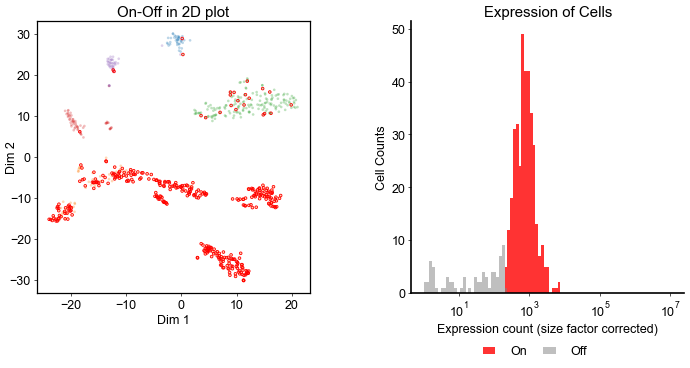 On-Off in 2D plot
Dim 2
30
20
10
0
−10
−20
−30
−20
−10
0
10
20
Dim 1
Expression of Cells
Cell Counts
50
40
30
20
10
0
10^1
10^3
10^5
10^7
Expression count (size factor corrected)
On
Off